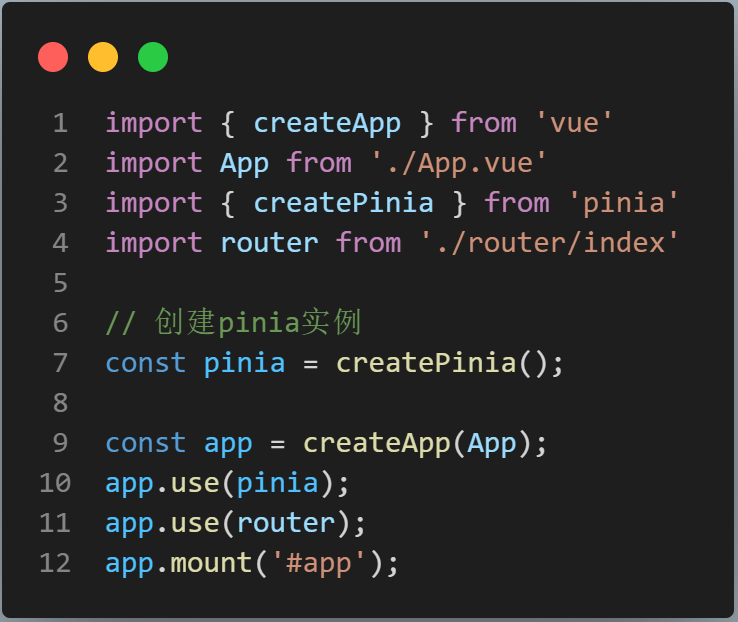 1 import { createApp } from 'vue'
2 import App from './App.vue'
3 import { createPinia } from 'pinia'
4 import router from './router/index'
5
6 // 创建pinia实例
7 const pinia = createPinia();
8
9 const app = createApp(App);
10 app.use(pinia);
11 app.use(router);
12 app.mount('#app');